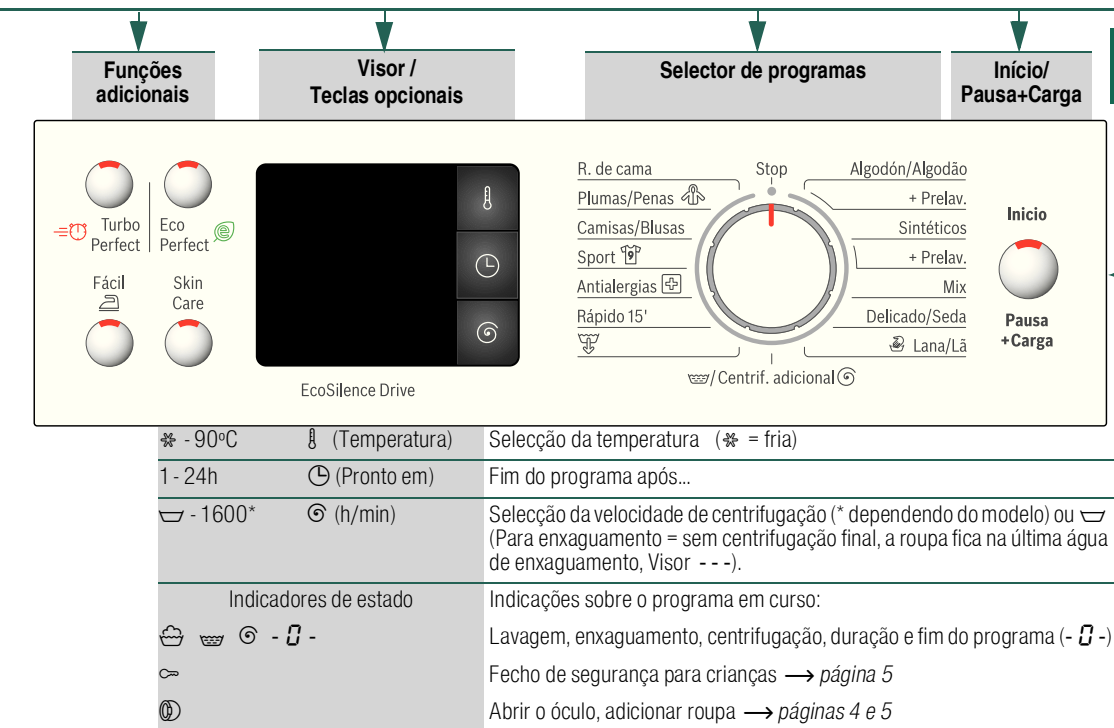 Funções
adicionais
Visor /
Teclas opcionais
Selector de programas
Início/
Pausa+Carga
Turbo
Perfect
Eco
Perfect
Fácil
Skin
Care
EcoSilence Drive
R. de cama
Plumas/Penas
Camisas/Blusas
Sport
Antialergias
Rápido 15'
Stop
Algodón/Algodão
+ Prelav.
Sintéticos
+ Prelav.
Mix
Delicado/Seda
Lana/Lã
/Centrif. adicional
Inicio
Pausa
+Carga
❄ - 90ºC (Temperatura) Selecção da temperatura (❄ = fria)
1 - 24h (Pronto em) Fim do programa após...
- 1600* (h/min) Selecção da velocidade de centrifugação (* dependendo do modelo) ou
(Para enxaguamento = sem centrifugação final, a roupa fica na última água
de enxaguamento, Visor - - -).
Indicadores de estado Indicações sobre o programa em curso:
- 0 - Lavagem, enxaguamento, centrifugação, duração e fim do programa (- 0 -)
Fecho de segurança para crianças → página 5
Abrir o óculo, adicionar roupa → páginas 4 e 5